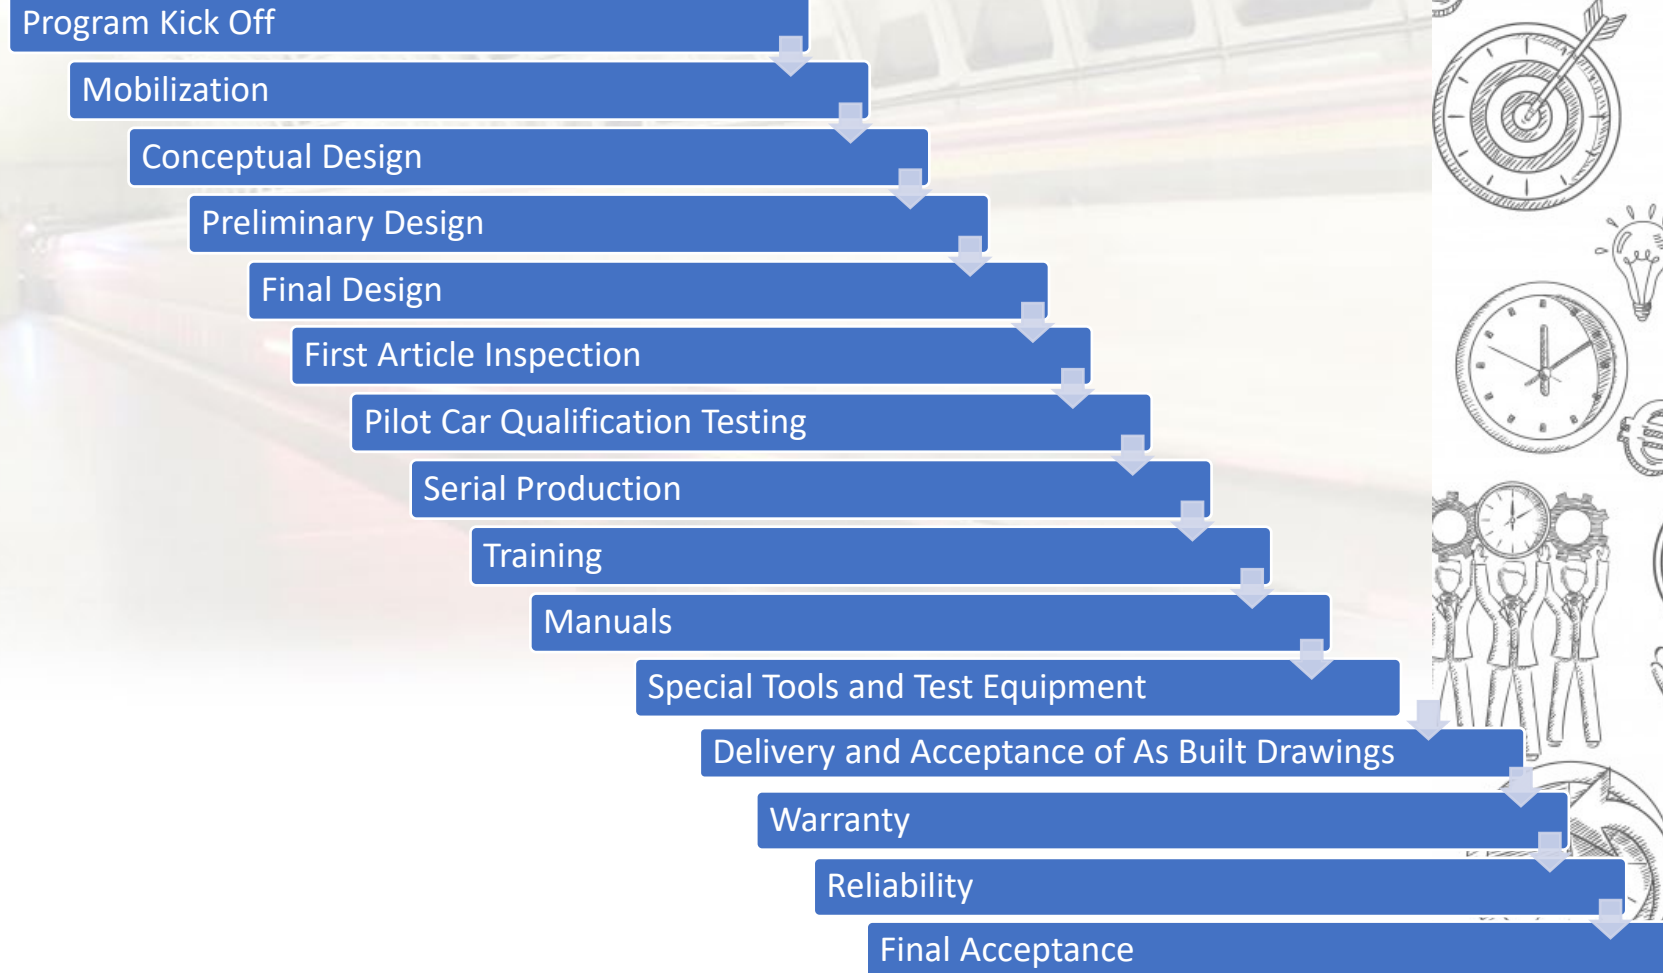 Program Kick Off
Mobilization
Conceptual Design
Preliminary Design
Final Design
First Article Inspection
Pilot Car Qualification Testing
Serial Production
Training
Manuals
Special Tools and Test Equipment
Delivery and Acceptance of As Built Drawings
Warranty
Reliability
Final Acceptance